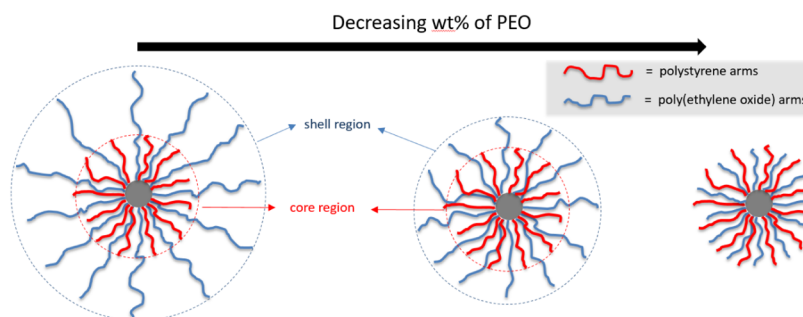 Decreasing wt% of PEO
= polystyrene arms
= poly(ethylene oxide) arms
shell region
core region